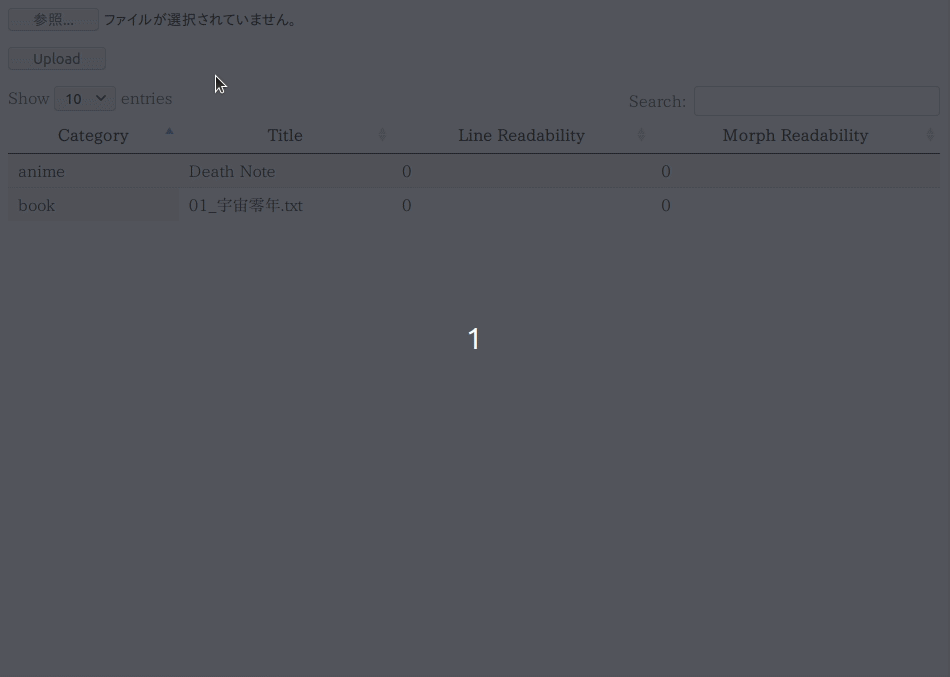 参照... ファイルが選択されていません。
Upload
Show 10 entries Search:
Category Title Line Readability Morph Readability
anime Death Note 0 0
book 01_宇宙零年.txt 0 0
1